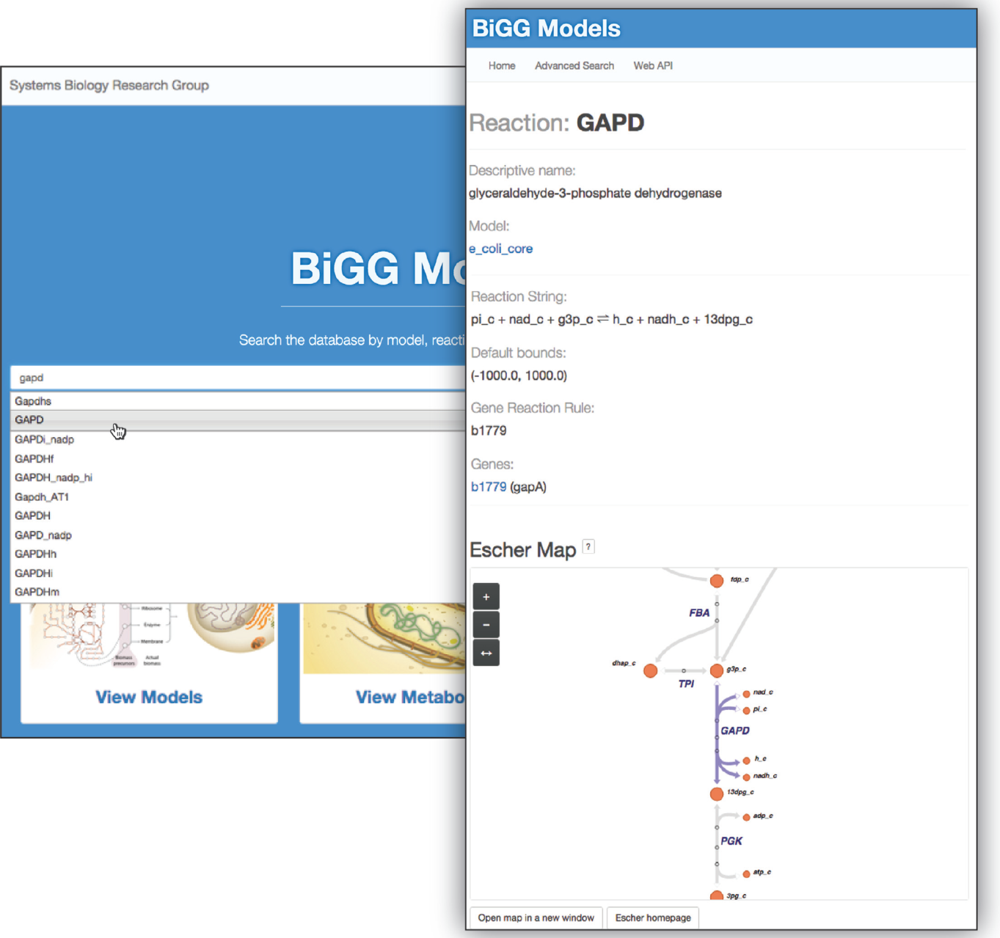 Systems Biology Research Group
BiGG Mo
Search the database by model, reacti
gapd
Gapdhs
GAPD
GAPDi_nadp
GAPDHf
GAPDH_nadp_hi
Gapdh_AT1
GAPDH
GAPD_nadp
GAPDHh
GAPDHi
GAPDHm
Ribosome
Enzyme
Membrane
Biomass precursors
Actual biomass
View Models
View Metabo
BiGG Models
Home Advanced Search Web API
Reaction: GAPD
Descriptive name:
glyceraldehyde-3-phosphate dehydrogenase
Model:
e_coli_core
Reaction String:
pi_c + nad_c + g3p_c ⇌ h_c + nadh_c + 13dpg_c
Default bounds:
(-1000.0, 1000.0)
Gene Reaction Rule:
b1779
Genes:
b1779 (gapA)
Escher Map ?
+
−
↔
fdp_c
FBA
dhap_c
g3p_c
TPI
nad_c
pi_c
GAPD
h_c
nadh_c
13dpg_c
adp_c
PGK
atp_c
3pg_c
Open map in a new window Escher homepage